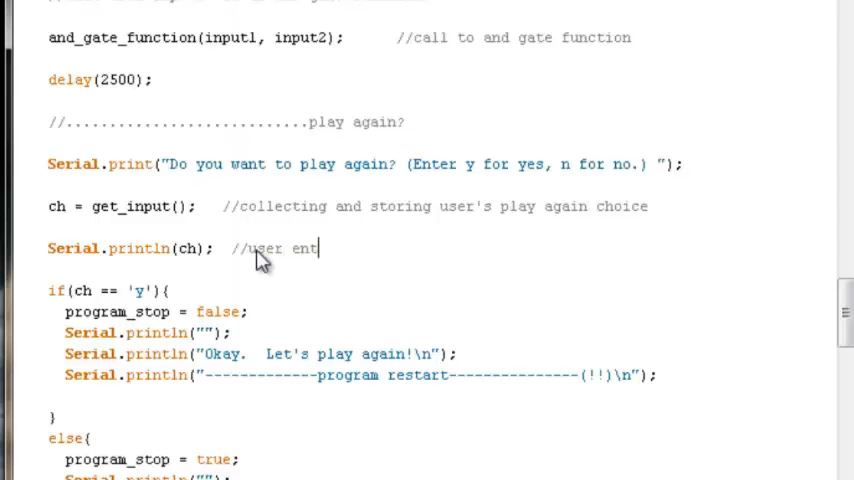 and_gate_function(input1, input2);      //call to and gate function
delay(2500);
//............................play again?
Serial.print("Do you want to play again? (Enter y for yes, n for no.) ");
ch = get_input();   //collecting and storing user's play again choice
Serial.println(ch);  //user ent
if(ch == 'y'){
  program_stop = false;
  Serial.println("");
  Serial.println("Okay.  Let's play again!\n");
  Serial.println("-------------program restart---------------(!!)\n");
}
else{
  program_stop = true;
  Serial.println("");